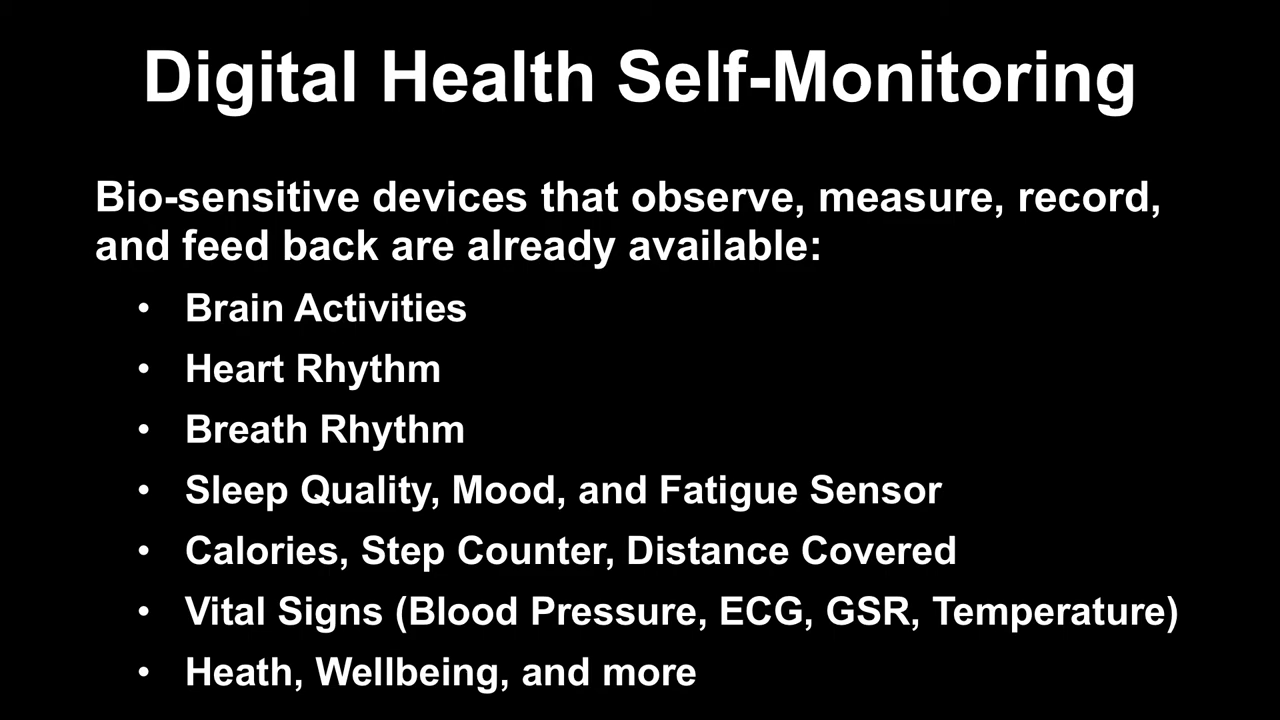 Digital Health Self-Monitoring
Bio-sensitive devices that observe, measure, record,
and feed back are already available:
• Brain Activities
• Heart Rhythm
• Breath Rhythm
• Sleep Quality, Mood, and Fatigue Sensor
• Calories, Step Counter, Distance Covered
• Vital Signs (Blood Pressure, ECG, GSR, Temperature)
• Heath, Wellbeing, and more